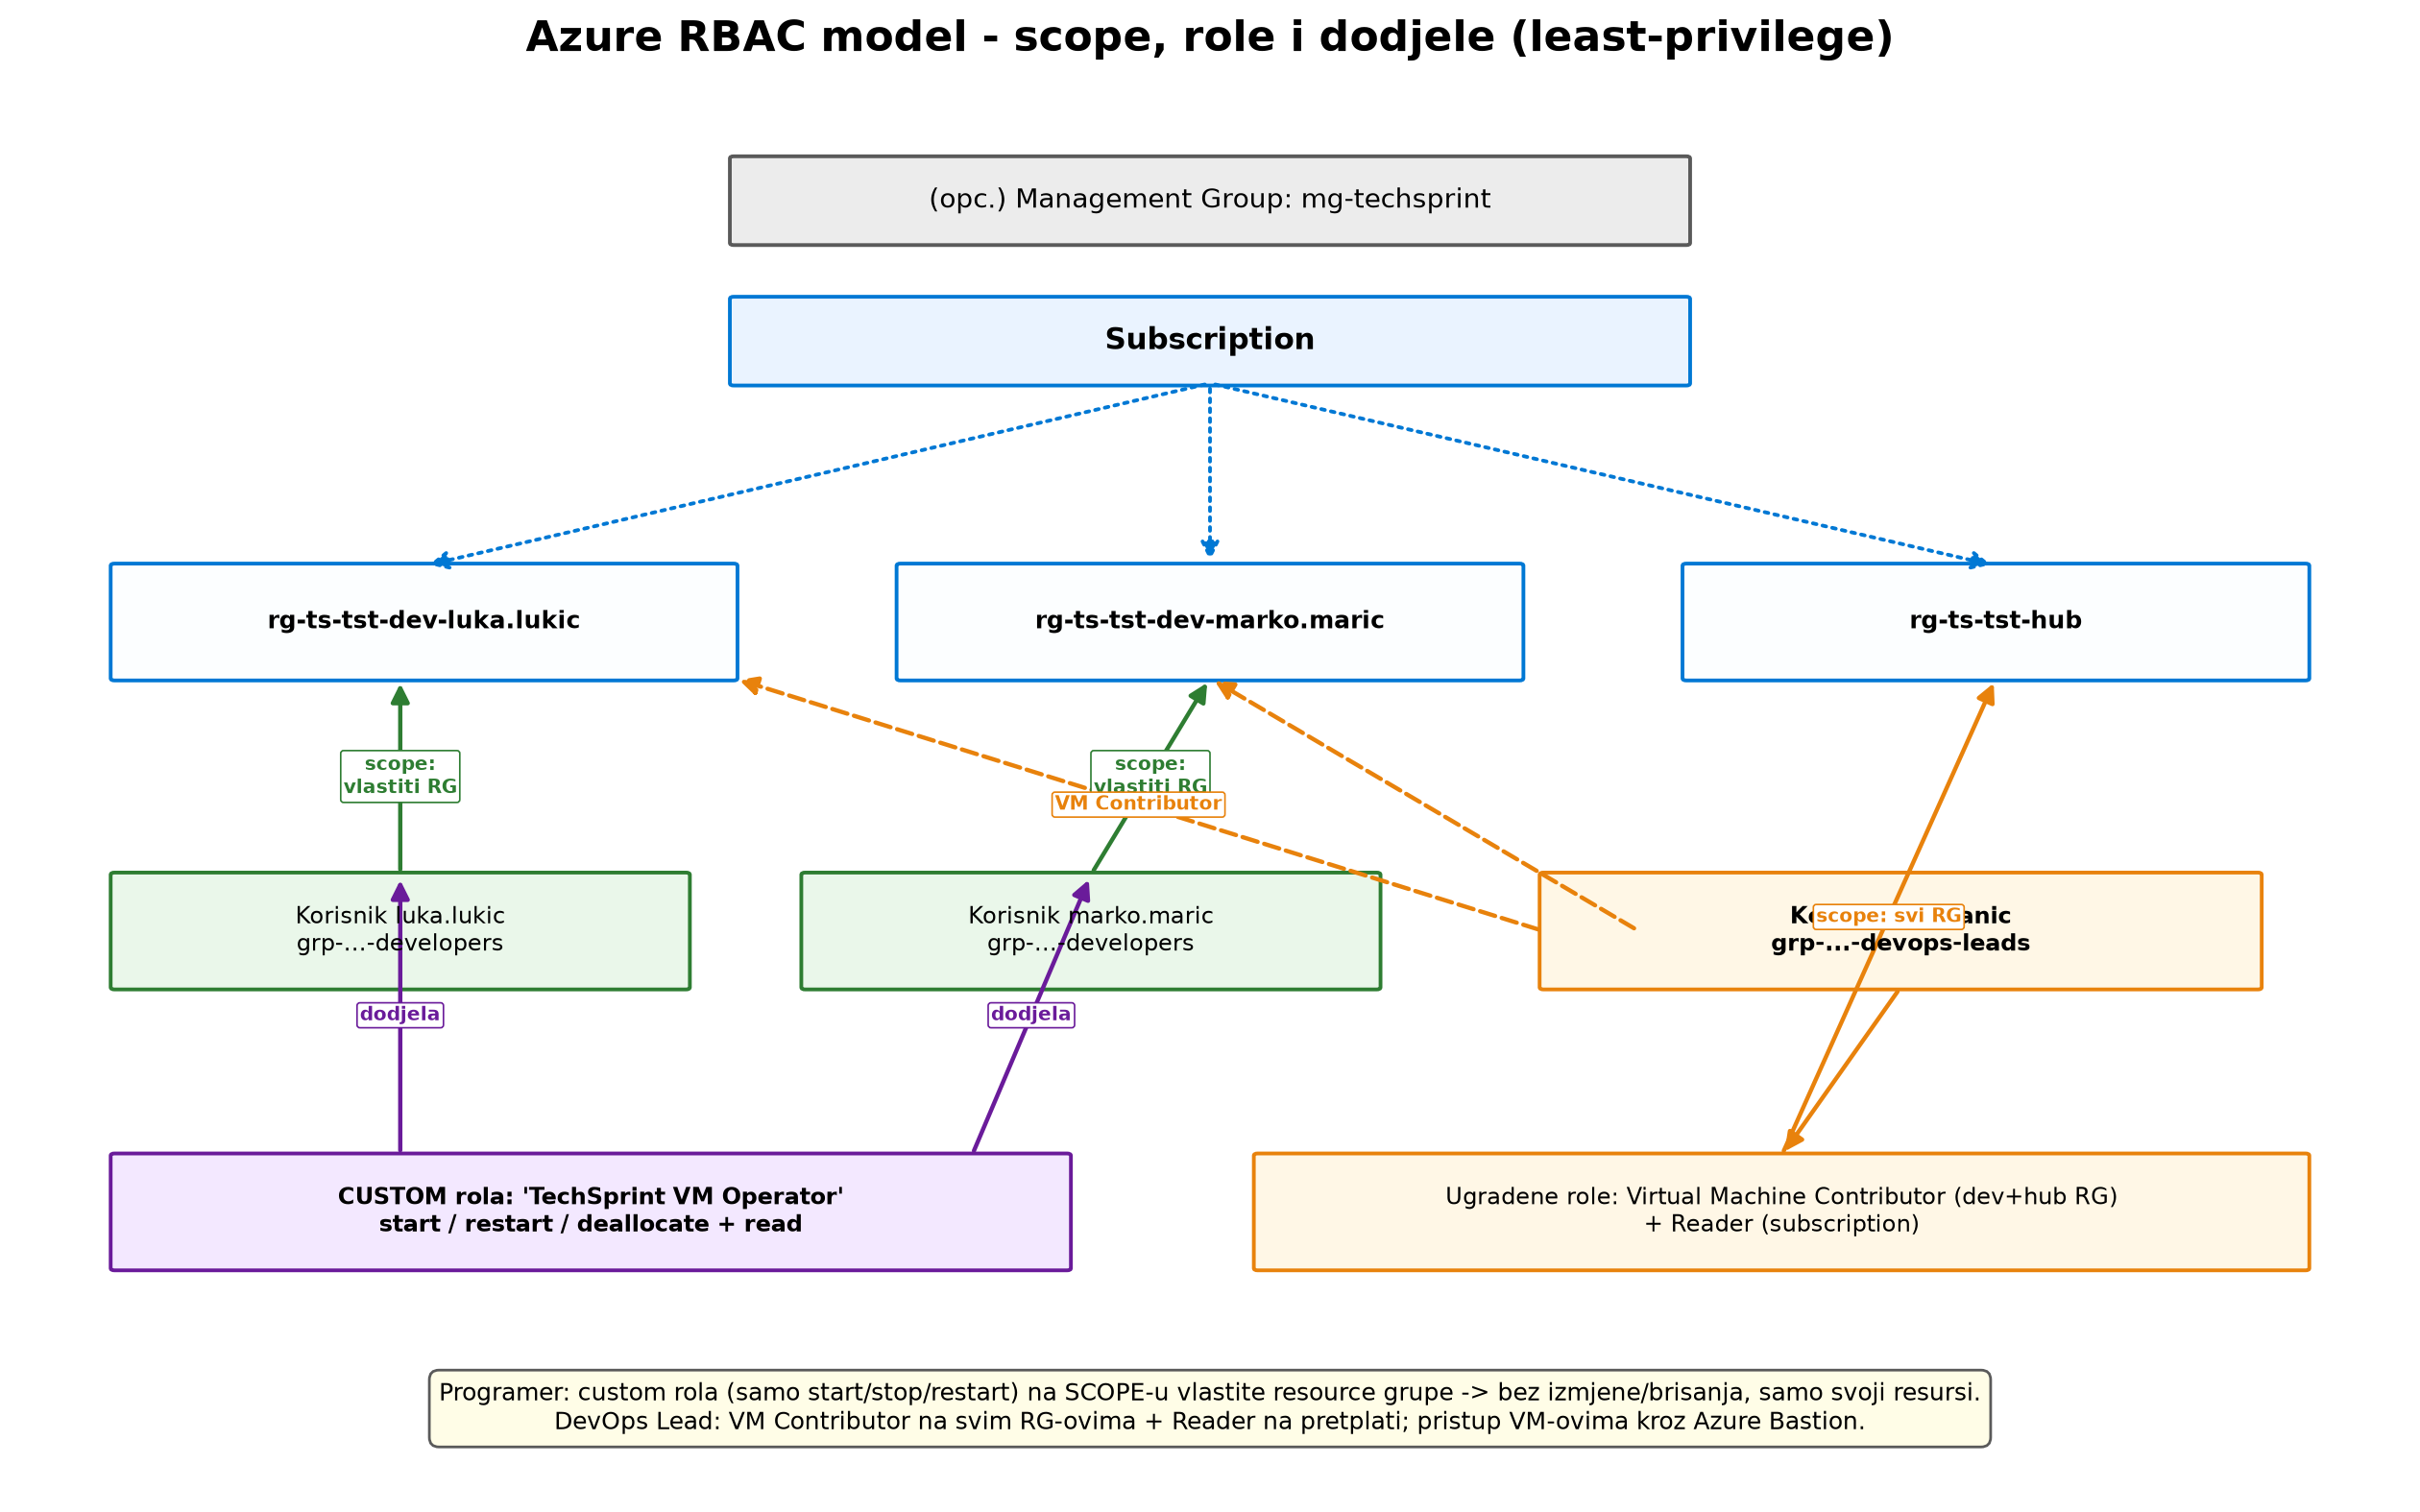 Azure RBAC model - scope, role i dodjele (least-privilege)
(opc.) Management Group: mg-techsprint
Subscription
rg-ts-tst-dev-luka.lukic
rg-ts-tst-dev-marko.maric
rg-ts-tst-hub
scope:
vlastiti RG
scope:
vlastiti RG
VM Contributor
Korisnik luka.lukic
grp-...-developers
Korisnik marko.maric
grp-...-developers
scope: svi RG
grp-...-devops-leads
dodjela
dodjela
CUSTOM rola: 'TechSprint VM Operator'
start / restart / deallocate + read
Ugradene role: Virtual Machine Contributor (dev+hub RG)
+ Reader (subscription)
Programer: custom rola (samo start/stop/restart) na SCOPE-u vlastite resource grupe -> bez izmjene/brisanja, samo svoji resursi.
DevOps Lead: VM Contributor na svim RG-ovima + Reader na pretplati; pristup VM-ovima kroz Azure Bastion.